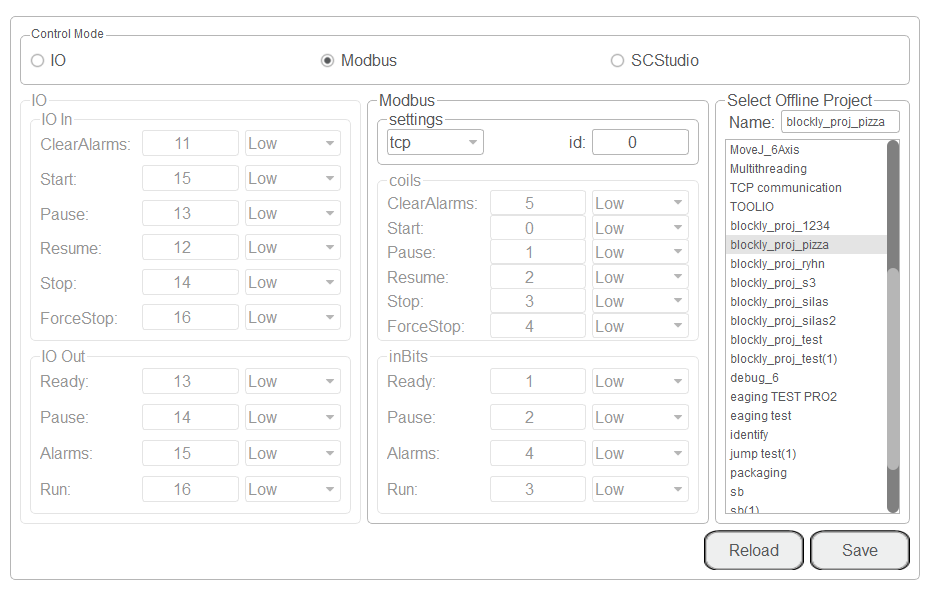 Control Mode
IO
Modbus
SCStudio
IO
IO In
ClearAlarms: 11 Low
Start: 15 Low
Pause: 13 Low
Resume: 12 Low
Stop: 14 Low
ForceStop: 16 Low
IO Out
Ready: 13 Low
Pause: 14 Low
Alarms: 15 Low
Run: 16 Low
Modbus
settings
tcp id: 0
coils
ClearAlarms: 5 Low
Start: 0 Low
Pause: 1 Low
Resume: 2 Low
Stop: 3 Low
ForceStop: 4 Low
inBits
Ready: 1 Low
Pause: 2 Low
Alarms: 4 Low
Run: 3 Low
Select Offline Project
Name: blockly_proj_pizza
MoveJ_6Axis
Multithreading
TCP communication
TOOLIO
blockly_proj_1234
blockly_proj_pizza
blockly_proj_ryhn
blockly_proj_s3
blockly_proj_silas
blockly_proj_silas2
blockly_proj_test
blockly_proj_test(1)
debug_6
eaging TEST PRO2
eaging test
identify
jump test(1)
packaging
sb
sb(1)
Reload
Save